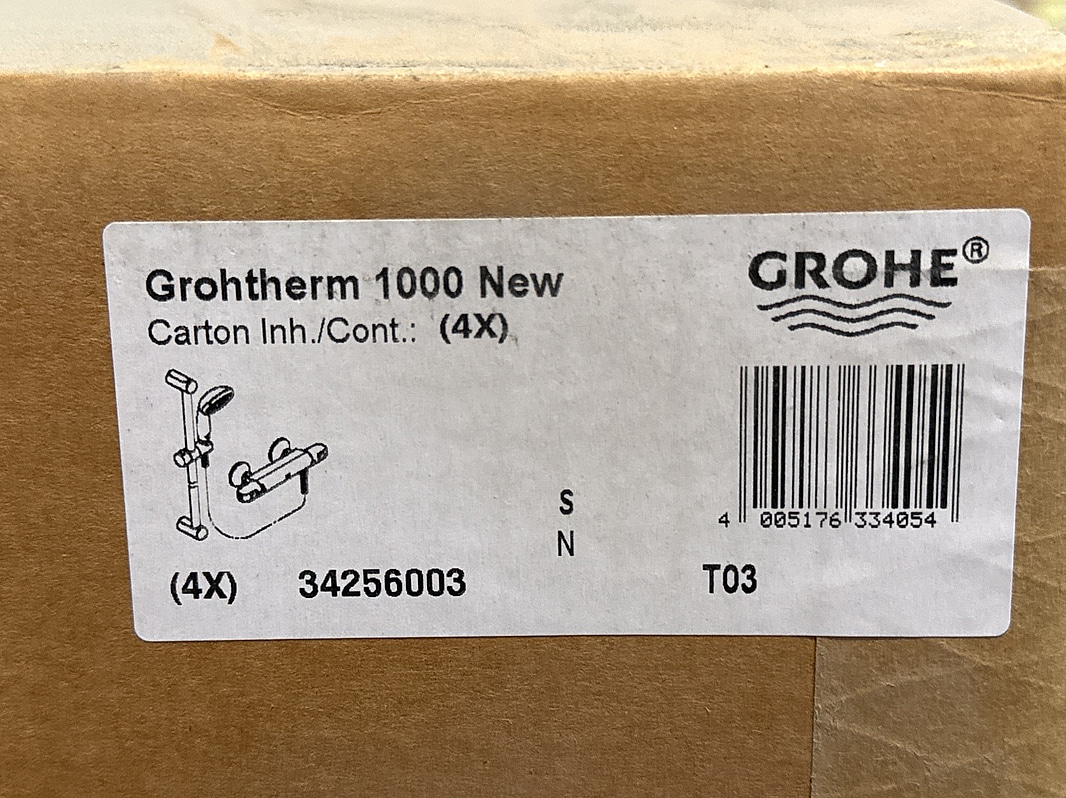 Grohtherm 1000 New
Carton Inh./Cont.: (4X)
GROHE®
4 005176 334054
S
N
(4X) 34256003 T03